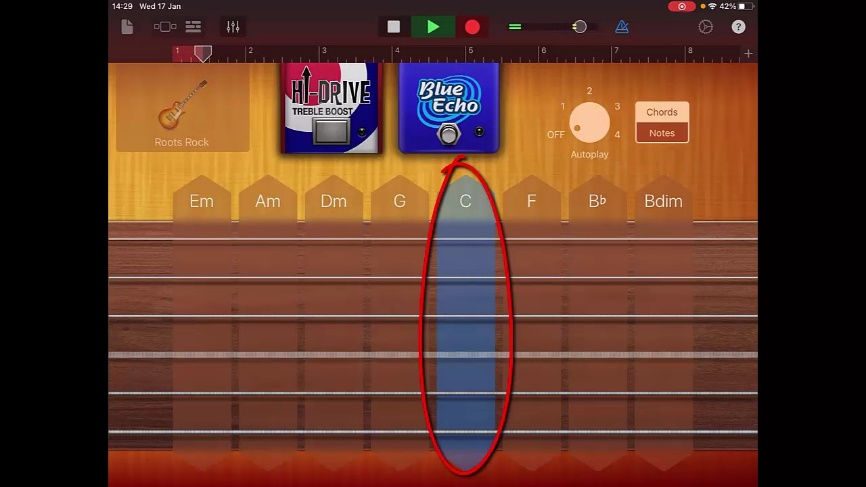 14:29 Wed 17 Jan
42%
?
1 2 3 4 5 6 7 8 +
HI-DRIVE
TREBLE BOOST
Blue
Echo
Roots Rock
OFF 1 2 3 4
Autoplay
Chords
Notes
Em Am Dm G C F B♭ Bdim